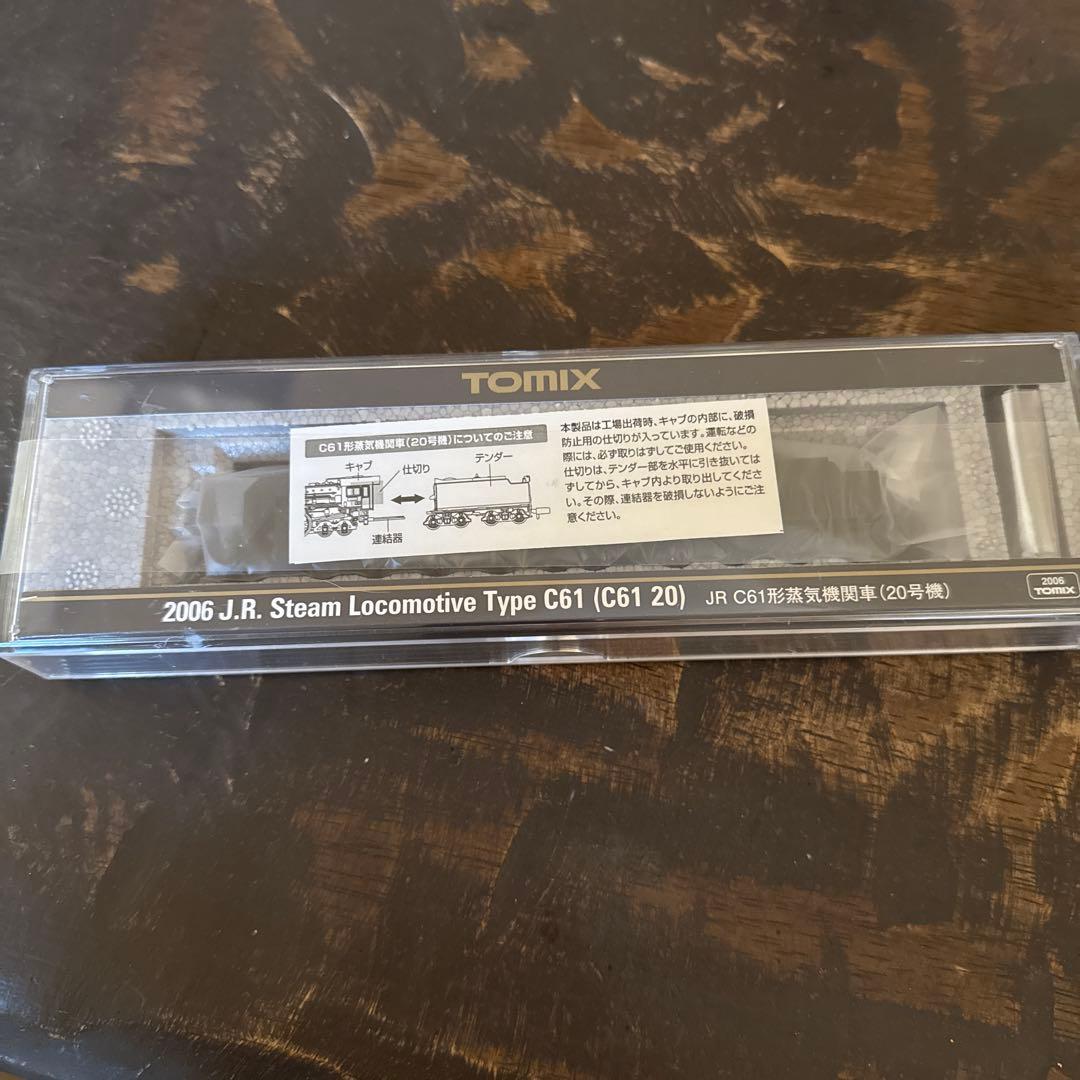 TOMIX
C61形蒸気機関車(20号機)についてのご注意
キャブ
仕切り
テンダー
連結器
本製品は工場出荷時、キャブの内部に、破損
防止用の仕切りが入っています。運転などの
際には、必ず取りはずしてご使用ください。
仕切りは、テンダー部を水平に引き抜いては
ずしてから、キャブ内より取り出してくださ
い。その際、連結器を破損しないようにご注
意ください。
2006 J.R. Steam Locomotive Type C61 (C61 20) JR C61形蒸気機関車(20号機)
2006
TOMIX